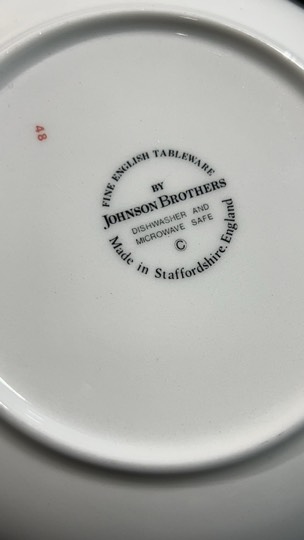 48
FINE ENGLISH TABLEWARE
BY
JOHNSON BROTHERS
DISHWASHER AND
MICROWAVE SAFE
©
Made in Staffordshire, England